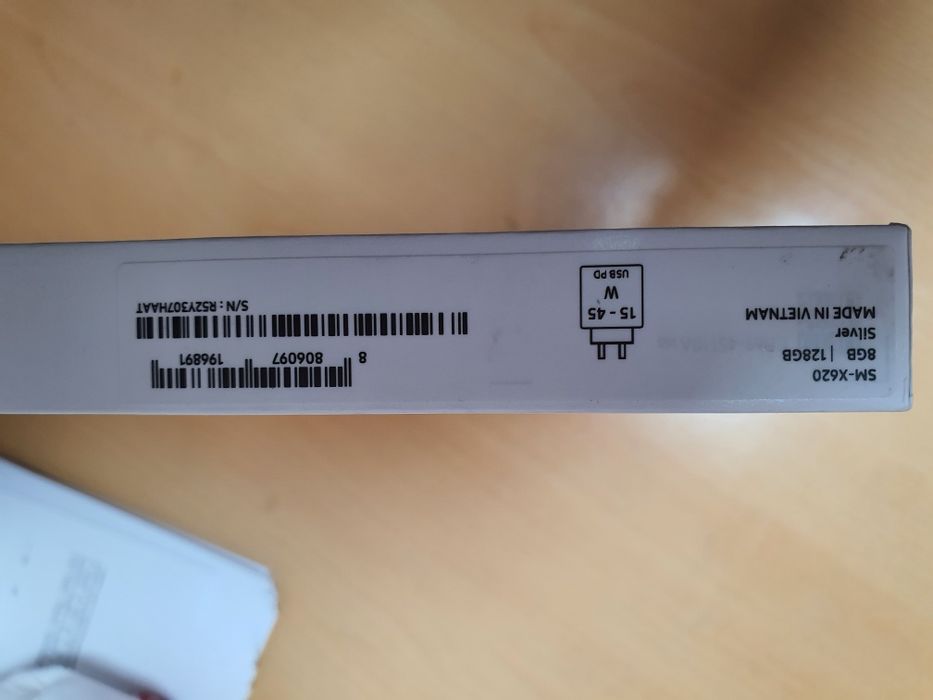 SM-X620
8GB | 128GB
Silver
MADE IN VIETNAM
15 - 45
W
USB PD
8 806097 196891
S/N : R52Y307HAAT